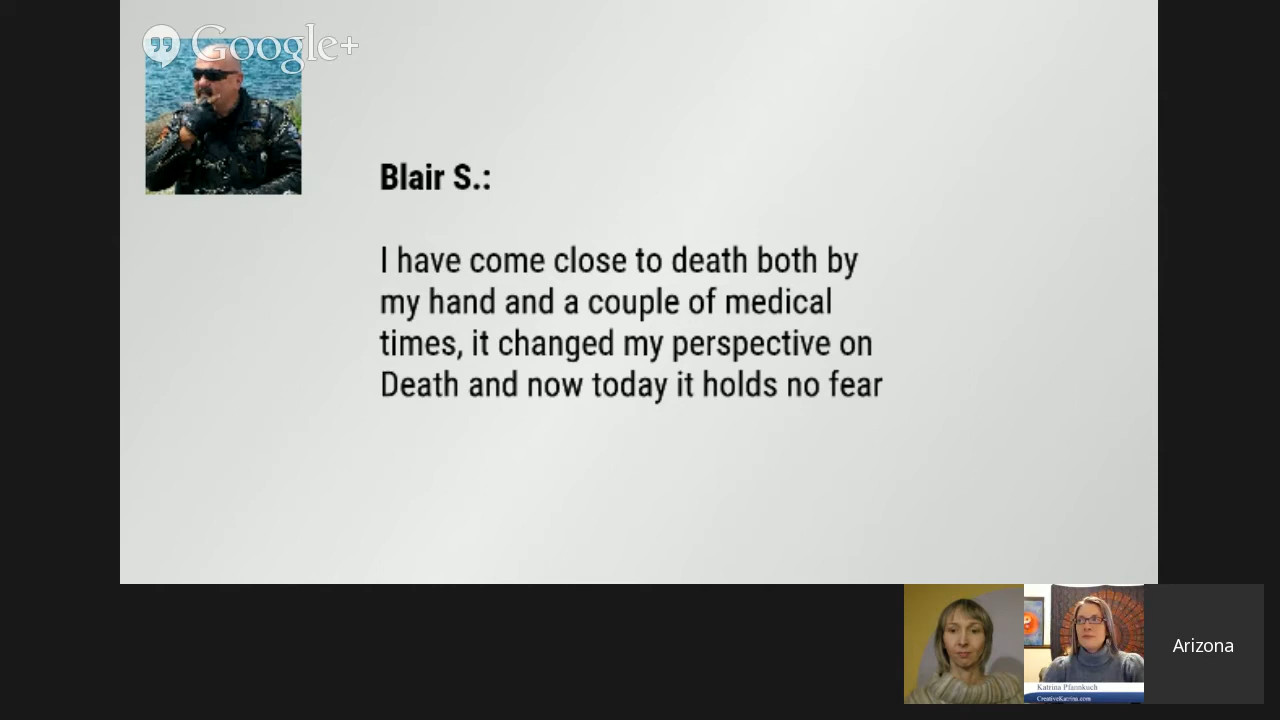 Google+
Blair S.:
I have come close to death both by
my hand and a couple of medical
times, it changed my perspective on
Death and now today it holds no fear
Katrina Pfannkuch
CreativeKatrina.com
Arizona